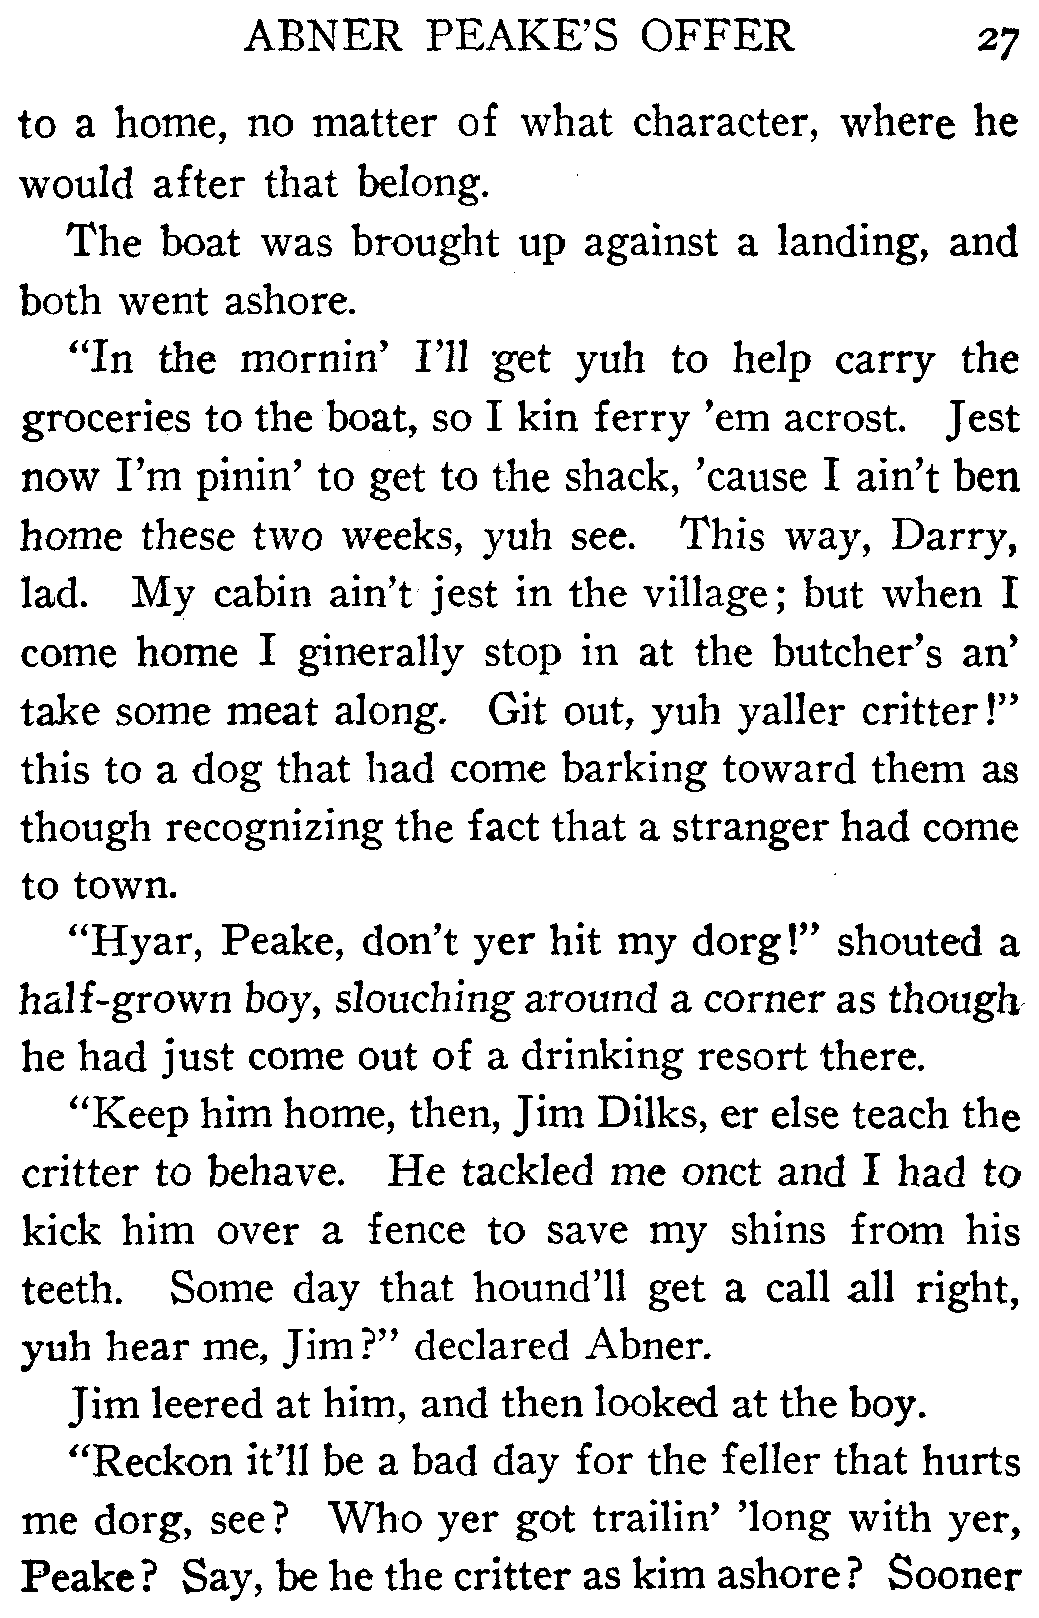 ABNER PEAKE’S OFFER 27
to a home, no matter of what character, where he
would after that belong.
The boat was brought up against a landing, and
both went ashore.
“In the mornin’ I’ll get yuh to help carry the
groceries to the boat, so I kin ferry ’em acrost. Jest
now I’m pinin’ to get to the shack, ’cause I ain’t ben
home these two weeks, yuh see. This way, Darry,
lad. My cabin ain’t jest in the village; but when I
come home I ginerally stop in at the butcher’s an’
take some meat along. Git out, yuh yaller critter!”
this to a dog that had come barking toward them as
though recognizing the fact that a stranger had come
to town.
“Hyar, Peake, don’t yer hit my dorg!” shouted a
half-grown boy, slouching around a corner as though
he had just come out of a drinking resort there.
“Keep him home, then, Jim Dilks, er else teach the
critter to behave. He tackled me onct and I had to
kick him over a fence to save my shins from his
teeth. Some day that hound’ll get a call all right,
yuh hear me, Jim?” declared Abner.
Jim leered at him, and then looked at the boy.
“Reckon it’ll be a bad day for the feller that hurts
me dorg, see? Who yer got trailin’ ’long with yer,
Peake? Say, be he the critter as kim ashore? Sooner